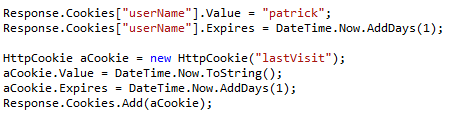 Response.Cookies["userName"].Value = "patrick";
Response.Cookies["userName"].Expires = DateTime.Now.AddDays(1);
HttpCookie aCookie = new HttpCookie("lastVisit");
aCookie.Value = DateTime.Now.ToString();
aCookie.Expires = DateTime.Now.AddDays(1);
Response.Cookies.Add(aCookie);